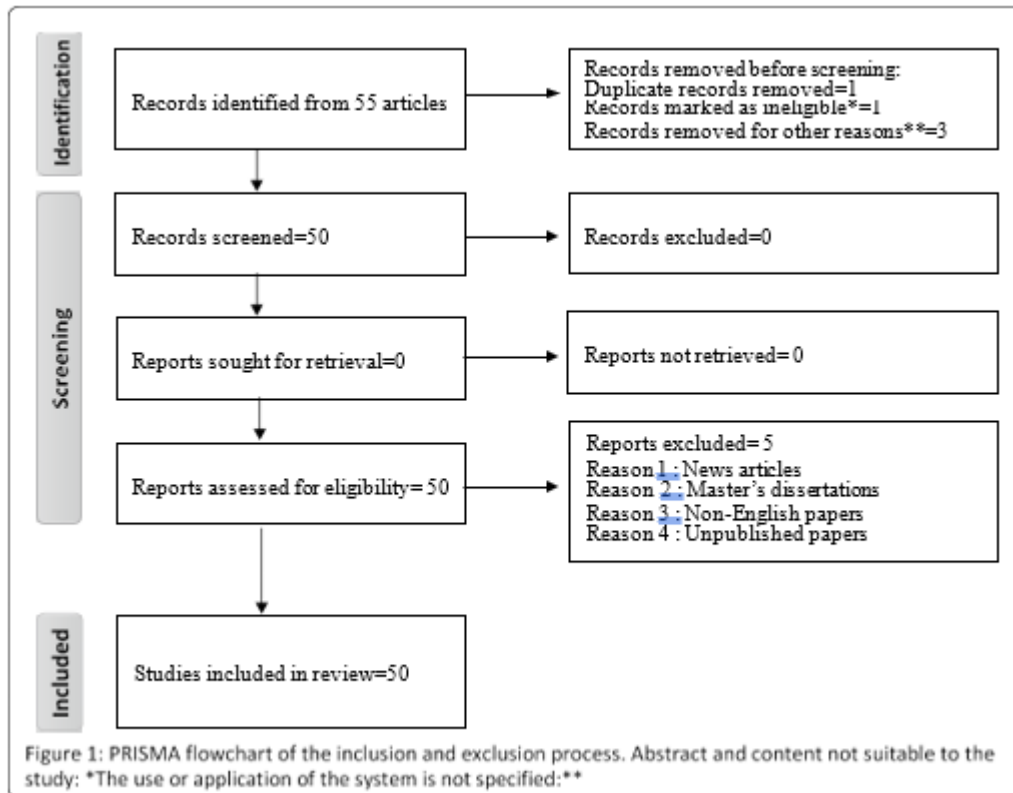 Identification
Records identified from 55 articles
Records removed before screening:
Duplicate records removed=1
Records marked as ineligible*=1
Records removed for other reasons**=3
Screening
Records screened=50
Records excluded=0
Reports sought for retrieval=0
Reports not retrieved= 0
Reports assessed for eligibility= 50
Reports excluded= 5
Reason 1 : News articles
Reason 2 : Master's dissertations
Reason 3 : Non-English papers
Reason 4 : Unpublished papers
Included
Studies included in review=50
Figure 1: PRISMA flowchart of the inclusion and exclusion process. Abstract and content not suitable to the
study: *The use or application of the system is not specified:**